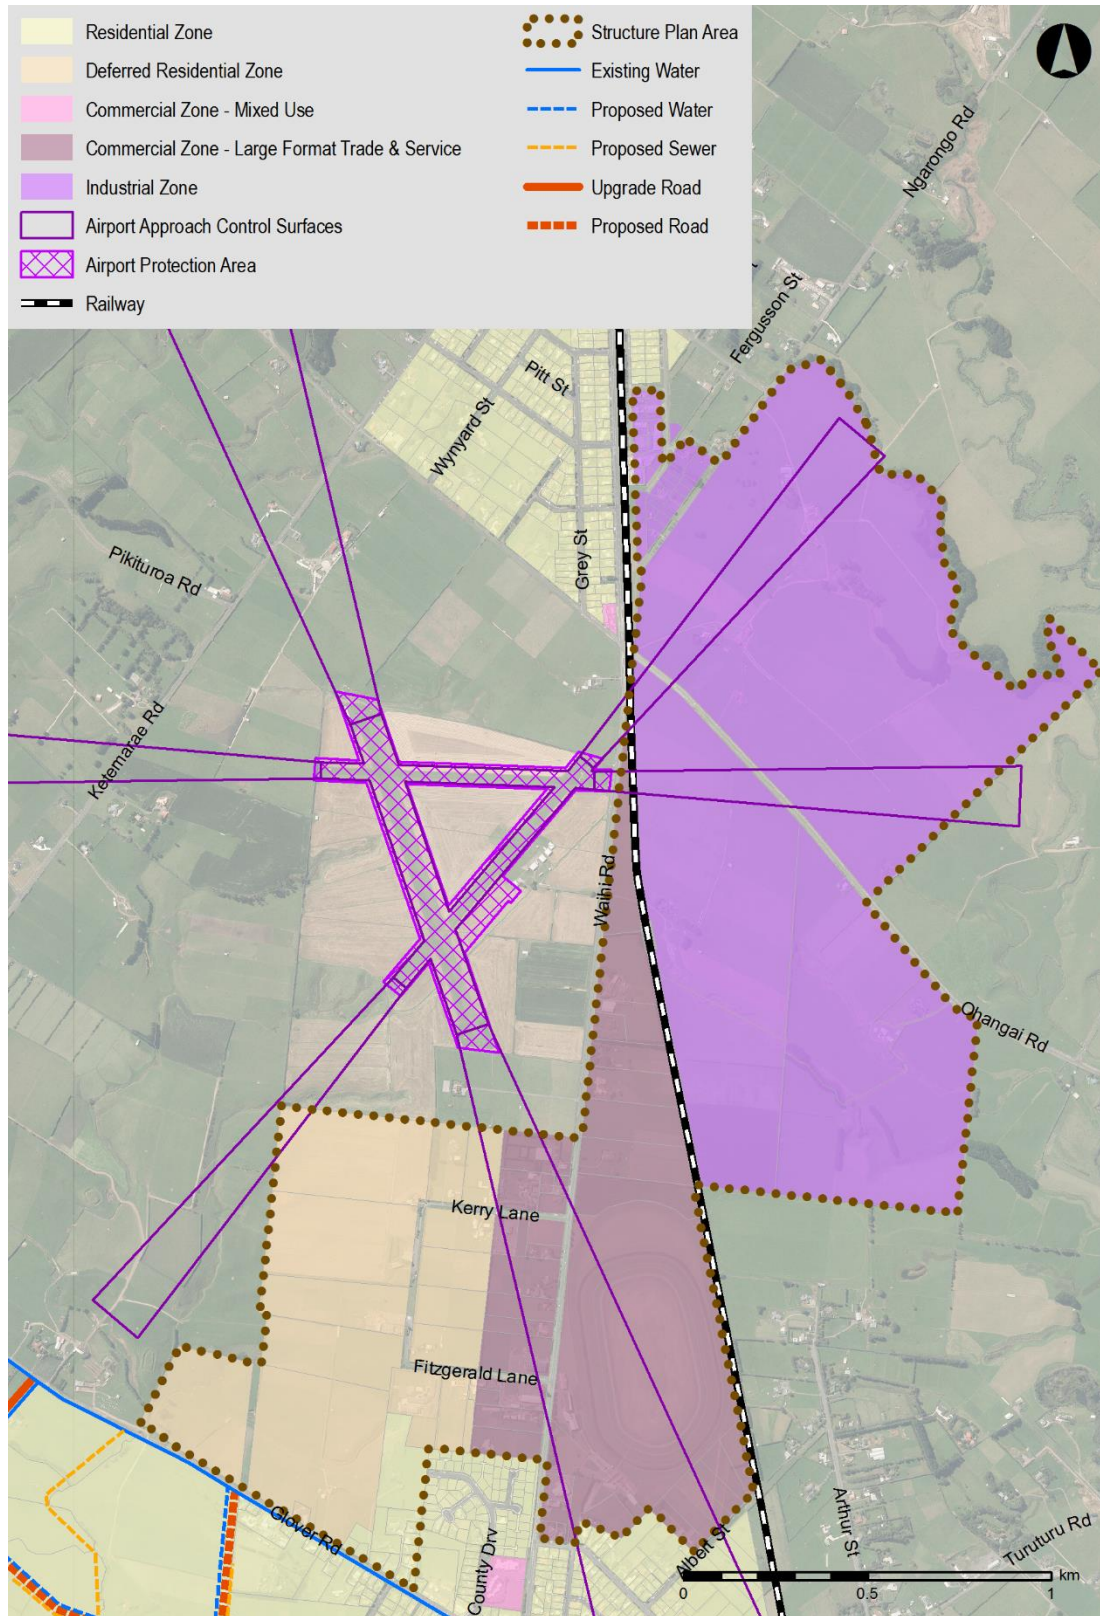 Residential Zone
Deferred Residential Zone
Commercial Zone - Mixed Use
Commercial Zone - Large Format Trade & Service
Industrial Zone
Airport Approach Control Surfaces
Airport Protection Area
Railway
Structure Plan Area
Existing Water
Proposed Water
Proposed Sewer
Upgrade Road
Proposed Road
Ngarongo Rd
Fergusson St
Pitt St
Wynyard St
Grey St
Pikituroa Rd
Ketemarae Rd
Waihi Rd
Ohangai Rd
Kerry Lane
Fitzgerald Lane
Glover Rd
County Drv
Albert St
Arthur St
Turuturu Rd
km
0 0.5 1